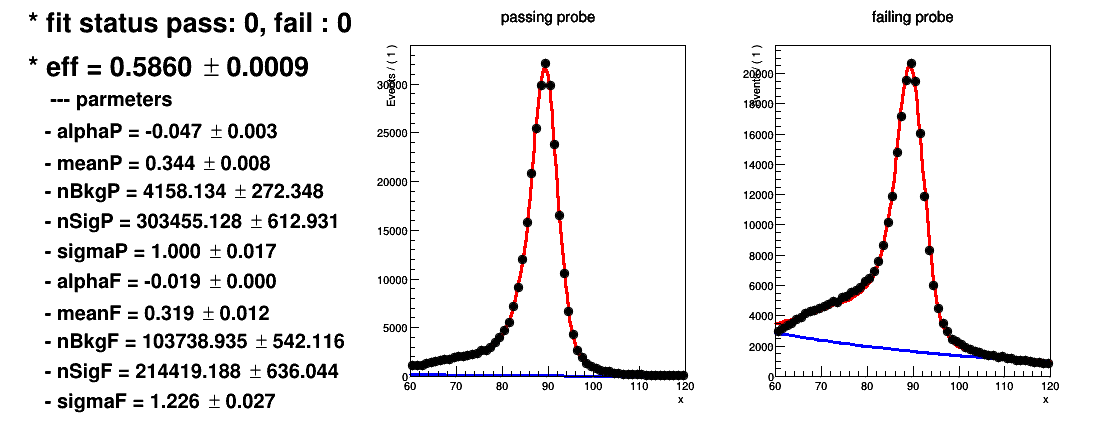 * fit status pass: 0, fail : 0
* eff = 0.5860 ± 0.0009
--- parmeters
- alphaP = -0.047 ± 0.003
- meanP = 0.344 ± 0.008
- nBkgP = 4158.134 ± 272.348
- nSigP = 303455.128 ± 612.931
- sigmaP = 1.000 ± 0.017
- alphaF = -0.019 ± 0.000
- meanF = 0.319 ± 0.012
- nBkgF = 103738.935 ± 542.116
- nSigF = 214419.188 ± 636.044
- sigmaF = 1.226 ± 0.027
passing probe
Events / ( 1 )
30000
25000
20000
15000
10000
5000
0
60 70 80 90 100 110 120
x
failing probe
Events / ( 1 )
20000
18000
16000
14000
12000
10000
8000
6000
4000
2000
0
60 70 80 90 100 110 120
x